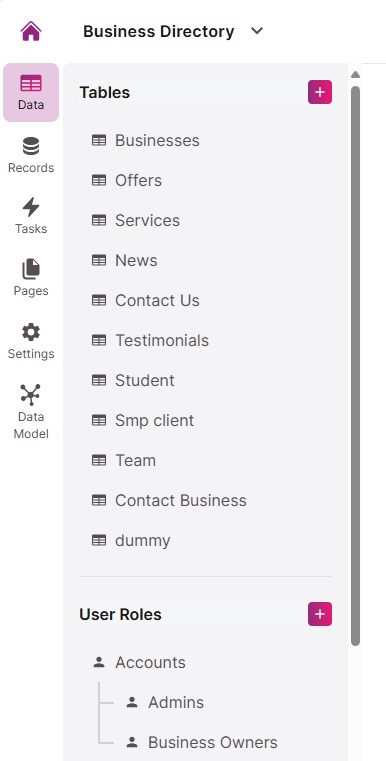 Business Directory
Data
Records
Tasks
Pages
Settings
Data
Model
Tables
Businesses
Offers
Services
News
Contact Us
Testimonials
Student
Smp client
Team
Contact Business
dummy
User Roles
Accounts
Admins
Business Owners